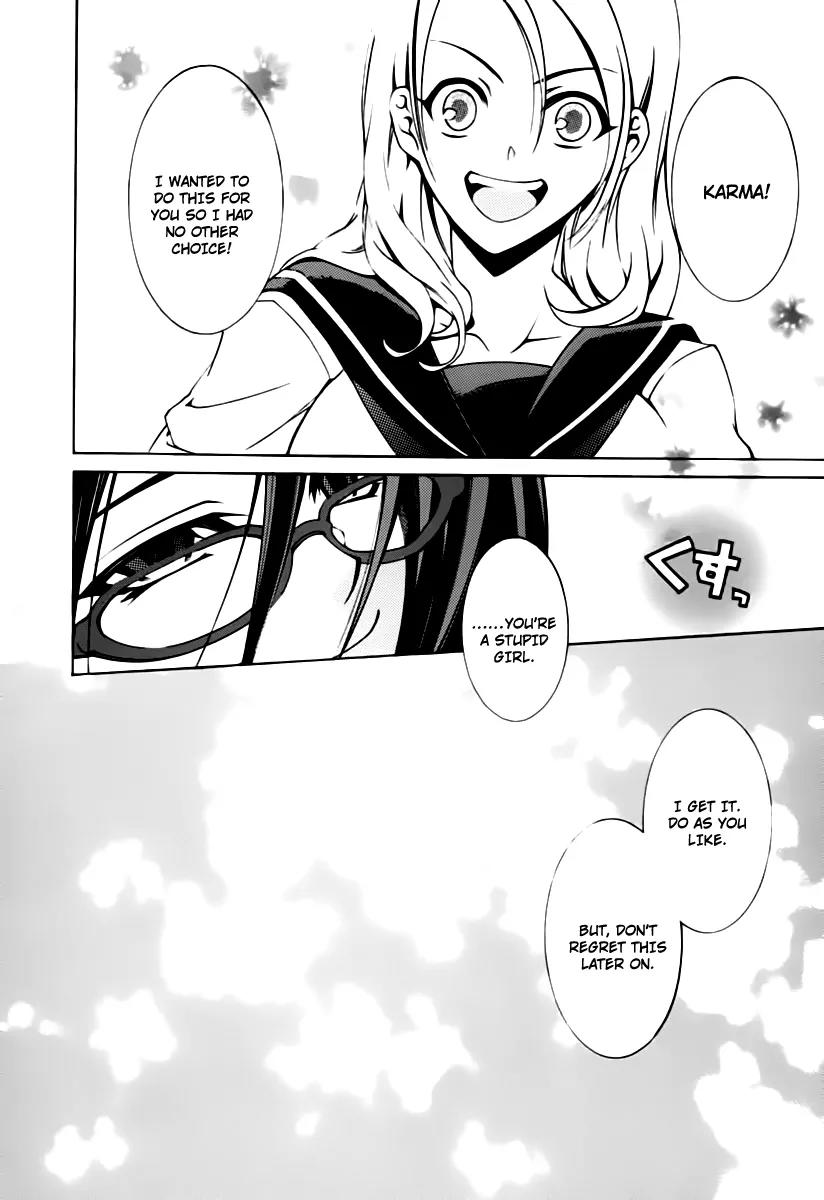 KARMA!
I WANTED TO
DO THIS FOR
YOU SO I HAD
NO OTHER
CHOICE!
くすっ
......YOU'RE
A STUPID
GIRL.
I GET IT.
DO AS YOU
LIKE.
BUT, DON'T
REGRET THIS
LATER ON.